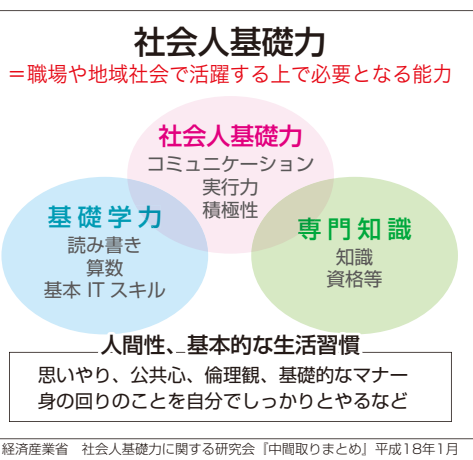 社会人基礎力
＝職場や地域社会で活躍する上で必要となる能力
社会人基礎力
コミュニケーション
実行力
積極性
基礎学力
読み書き
算数
基本 IT スキル
専門知識
知識
資格等
人間性、基本的な生活習慣
思いやり、公共心、倫理観、基礎的なマナー
身の回りのことを自分でしっかりとやるなど
経済産業省　社会人基礎力に関する研究会『中間取りまとめ』平成18年1月